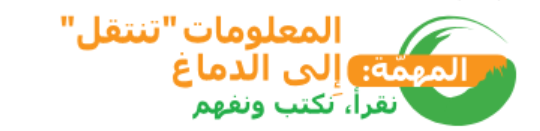 المعلومات "تنتقل"
المهمّة: إلى الدماغ
نقرأ، نكتب ونفهم